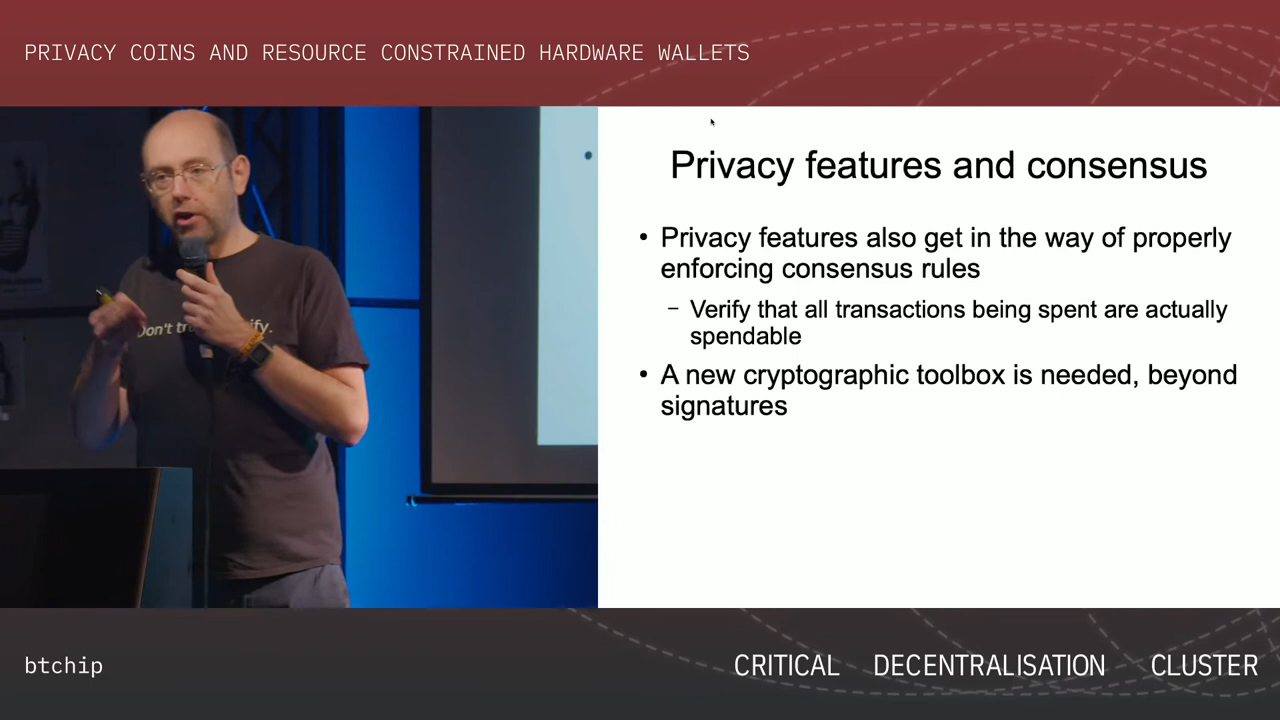 PRIVACY COINS AND RESOURCE CONSTRAINED HARDWARE WALLETS
Don't
Privacy features and consensus
• Privacy features also get in the way of properly
enforcing consensus rules
– Verify that all transactions being spent are actually
spendable
• A new cryptographic toolbox is needed, beyond
signatures
btchip
CRITICAL DECENTRALISATION CLUSTER